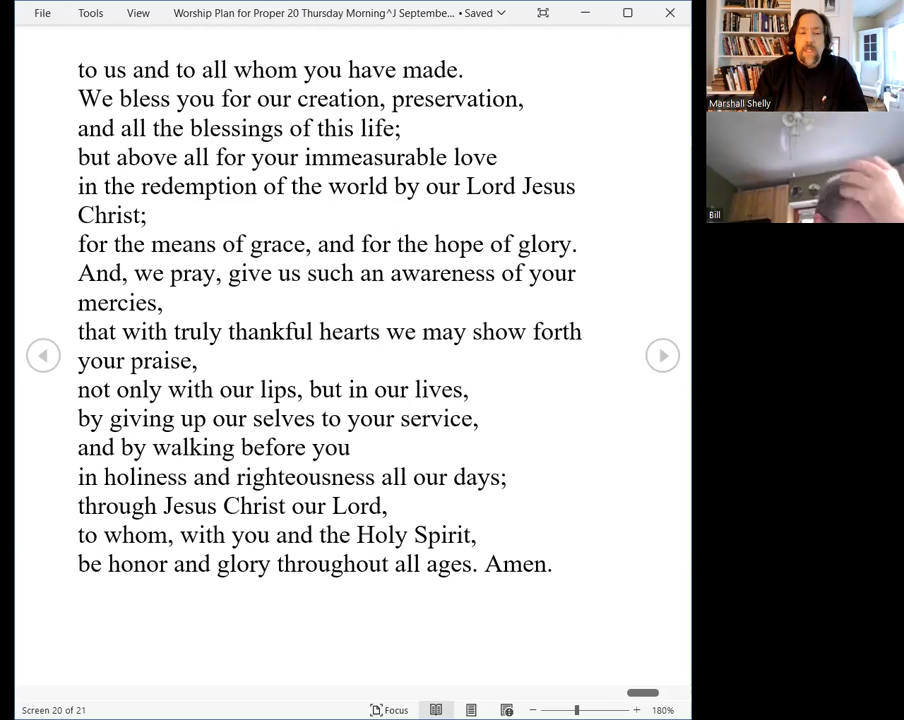 File Tools View Worship Plan for Proper 20 Thursday Morning^J Septembe... • Saved
to us and to all whom you have made.
We bless you for our creation, preservation,
and all the blessings of this life;
but above all for your immeasurable love
in the redemption of the world by our Lord Jesus
Christ;
for the means of grace, and for the hope of glory.
And, we pray, give us such an awareness of your
mercies,
that with truly thankful hearts we may show forth
your praise,
not only with our lips, but in our lives,
by giving up our selves to your service,
and by walking before you
in holiness and righteousness all our days;
through Jesus Christ our Lord,
to whom, with you and the Holy Spirit,
be honor and glory throughout all ages. Amen.
Screen 20 of 21 Focus 180%
Marshall Shelly
Bill